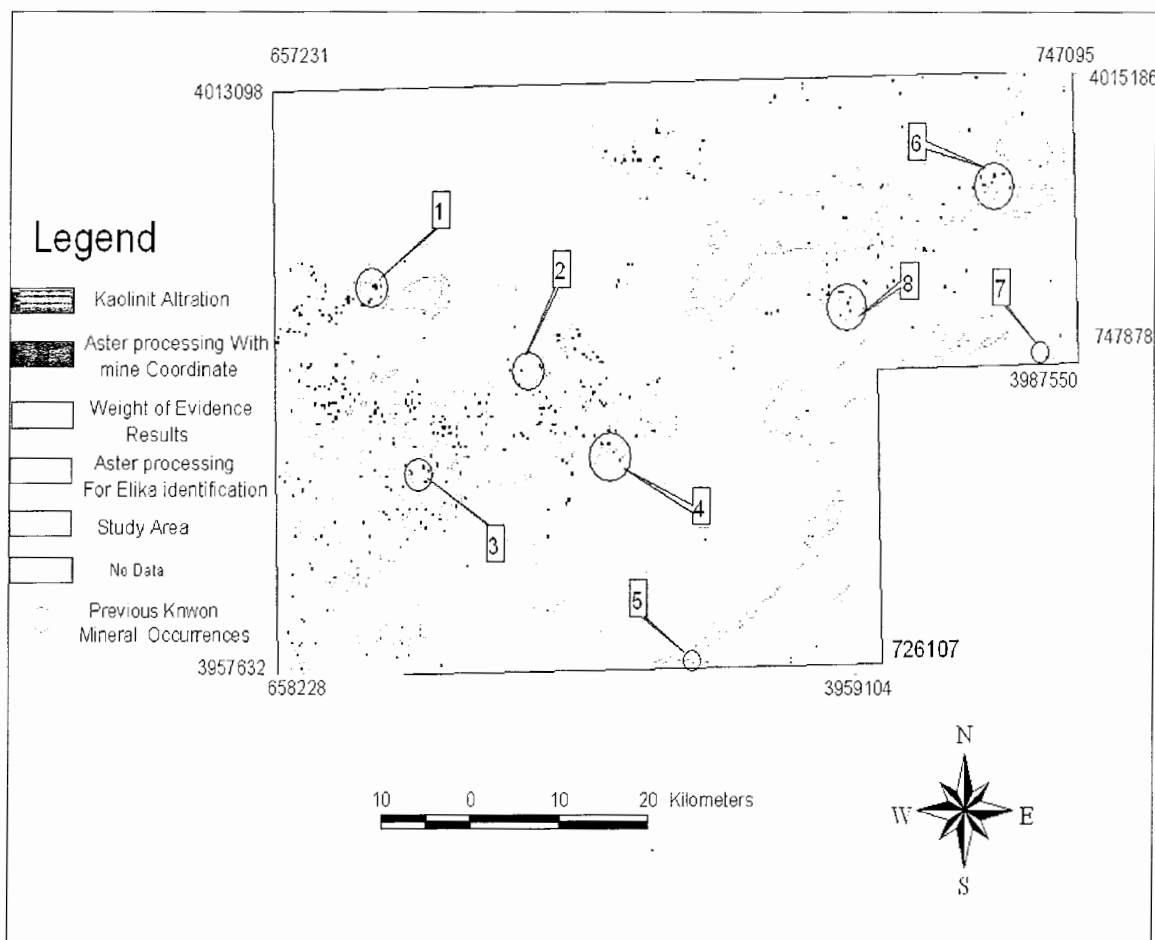 657231
747095
4013098
4015186
6
1
Legend
2
8
7
Kaolinit Altration
Aster processing With
mine Coordinate
747878
3987550
Weight of Evidence
Results
Aster processing
For Elika identification
4
Study Area
3
No Data
5
Previous Knwon
Mineral Occurrences
726107
3957632
658228
3959104
N
10 0 10 20 Kilometers
W E
S